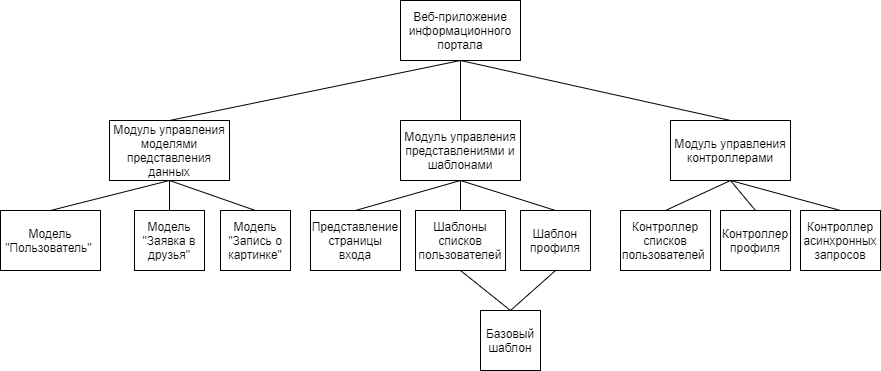 Веб-приложение
информационного
портала
Модуль управления
моделями
представления
данных
Модуль управления
представлениями и
шаблонами
Модуль управления
контроллерами
Модель
"Пользователь"
Модель
"Заявка в
друзья"
Модель
"Запись о
картинке"
Представление
страницы
входа
Шаблоны
списков
пользователей
Шаблон
профиля
Контроллер
списков
пользователей
Контроллер
профиля
Контроллер
асинхронных
запросов
Базовый
шаблон